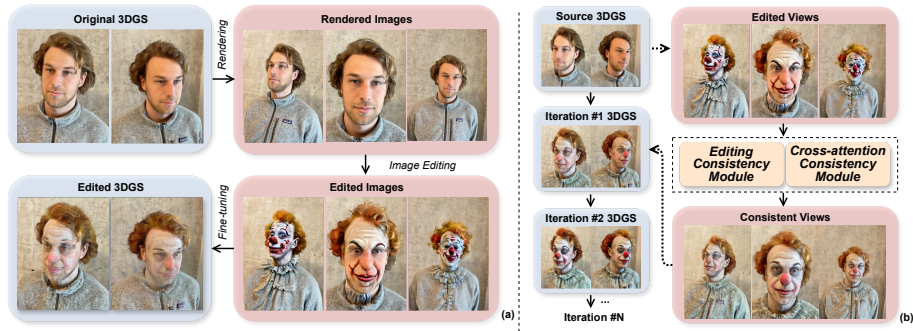 Original 3DGS
Rendering
Rendered Images
Image Editing
Edited 3DGS
Fine-tuning
Edited Images
(a)
Source 3DGS
Edited Views
Iteration #1 3DGS
Editing
Consistency
Module
Cross-attention
Consistency
Module
Iteration #2 3DGS
Consistent Views
...
Iteration #N
(b)